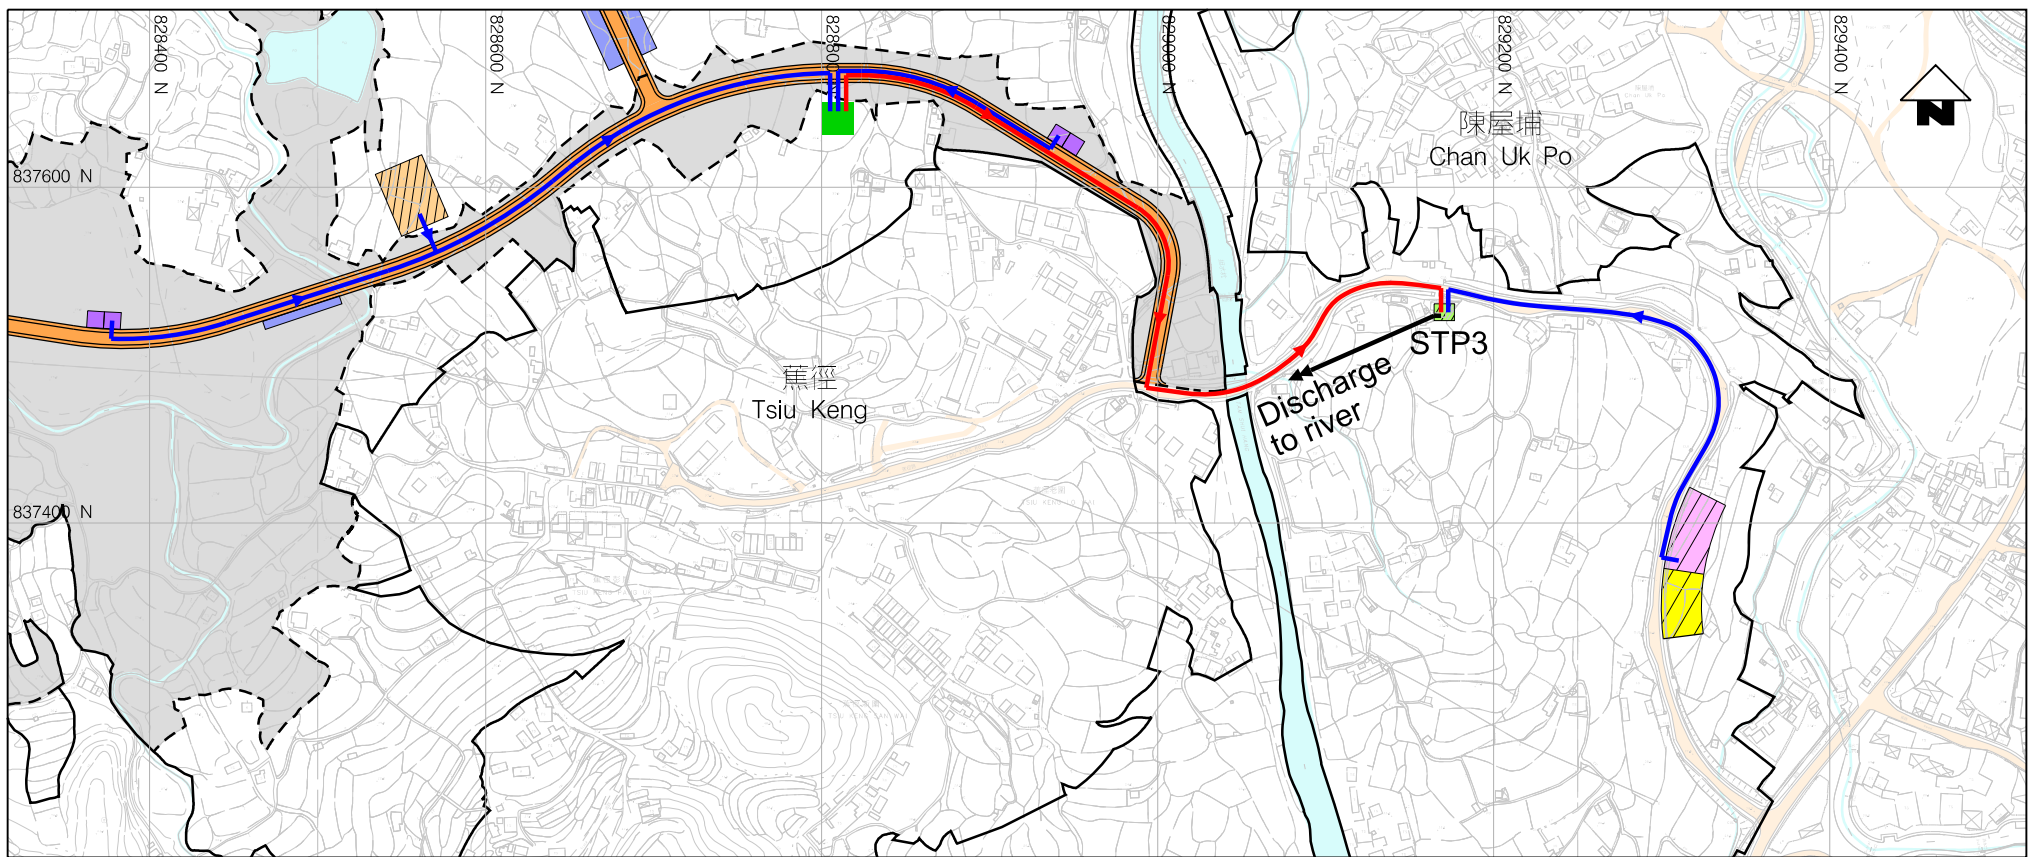 828400 N
828600 N
828800 N
829000 N
829200 N
829400 N
N
陳屋埔
Chan Uk Po
837600 N
STP3
Discharge
to river
蕉徑
Tsiu Keng
837400 N